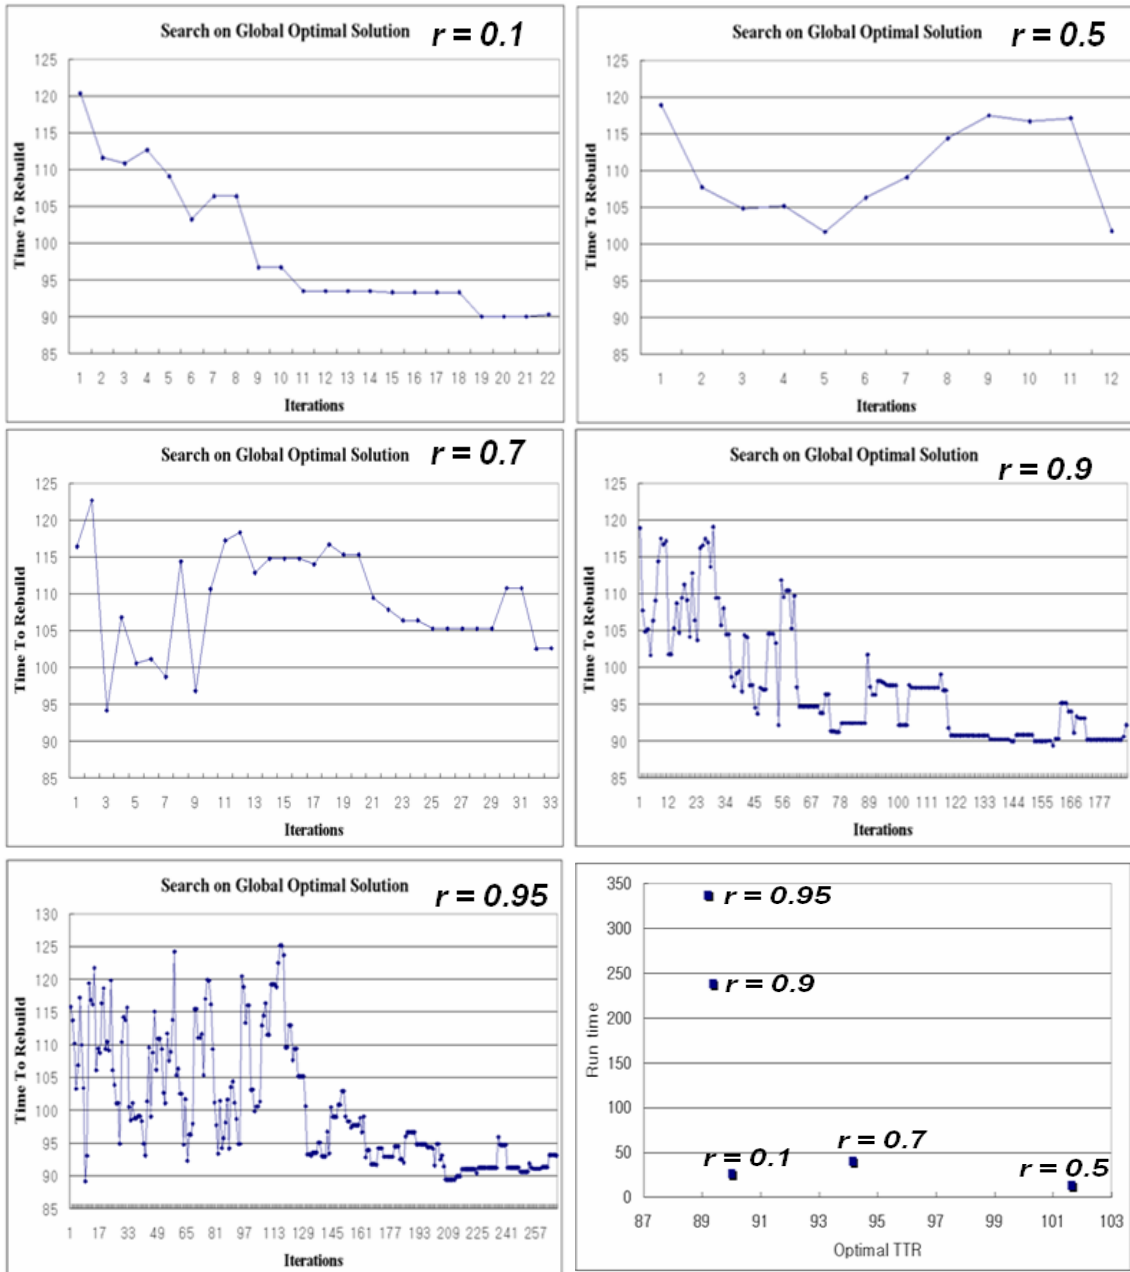 Search on Global Optimal Solution r = 0.1
125
120
115
110
105
100
95
90
85
Time To Rebuild
1 2 3 4 5 6 7 8 9 10 11 12 13 14 15 16 17 18 19 20 21 22
Iterations
Search on Global Optimal Solution r = 0.5
125
120
115
110
105
100
95
90
85
Time To Rebuild
1 2 3 4 5 6 7 8 9 10 11 12
Iterations
Search on Global Optimal Solution r = 0.7
125
120
115
110
105
100
95
90
85
Time To Rebuild
1 3 5 7 9 11 13 15 17 19 21 23 25 27 29 31 33
Iterations
Search on Global Optimal Solution r = 0.9
125
120
115
110
105
100
95
90
85
Time To Rebuild
1 12 23 34 45 56 67 78 89 100 111 122 133 144 155 166 177
Iterations
Search on Global Optimal Solution r = 0.95
130
125
120
115
110
105
100
95
90
85
Time To Rebuild
1 17 33 49 65 81 97 113 129 145 161 177 193 209 225 241 257
Iterations
350
300
250
200
150
100
50
0
Run time
r = 0.95
r = 0.9
r = 0.7
r = 0.1
r = 0.5
87 89 91 93 95 97 99 101 103
Optimal TTR